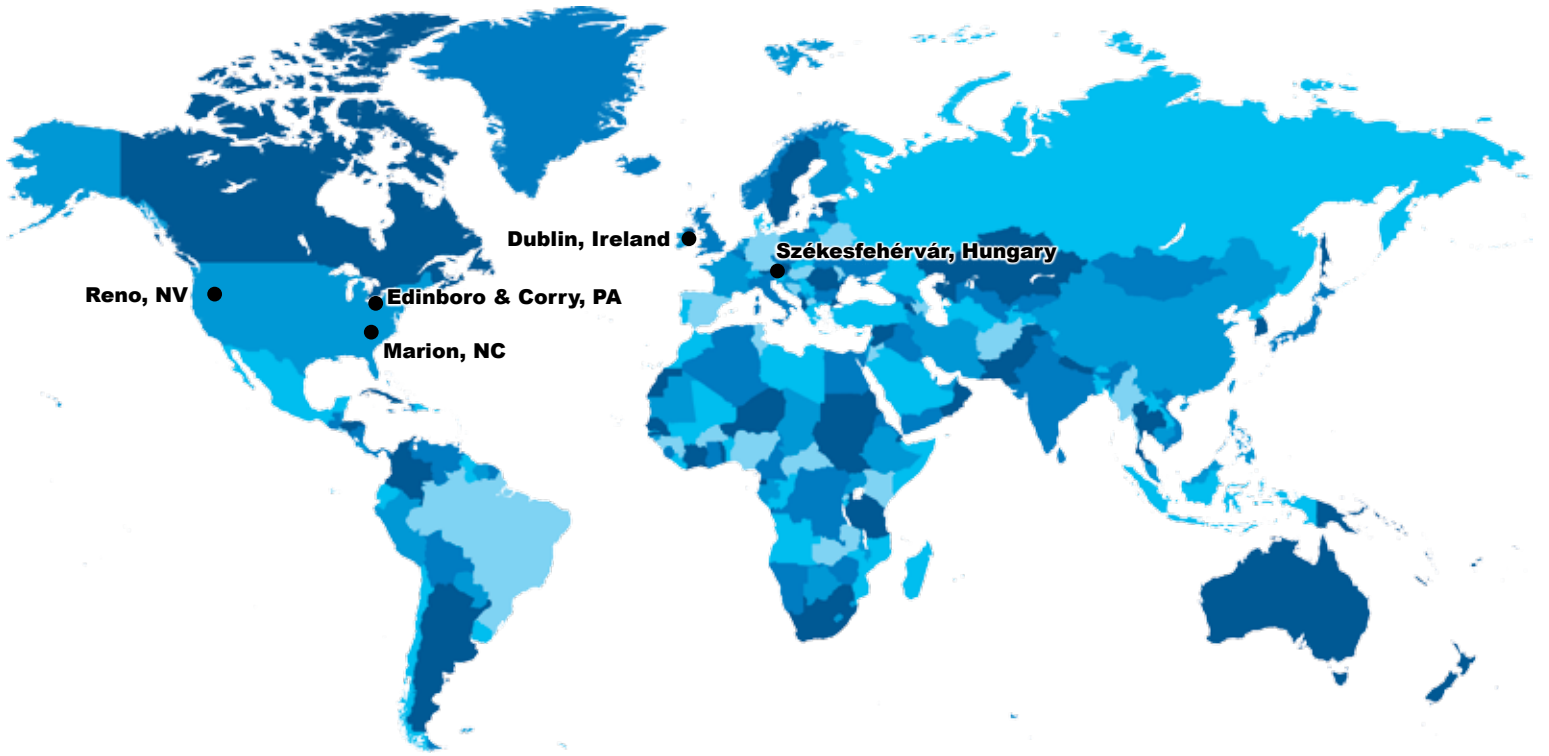 Dublin, Ireland
Székesfehérvár, Hungary
Reno, NV
Edinboro & Corry, PA
Marion, NC